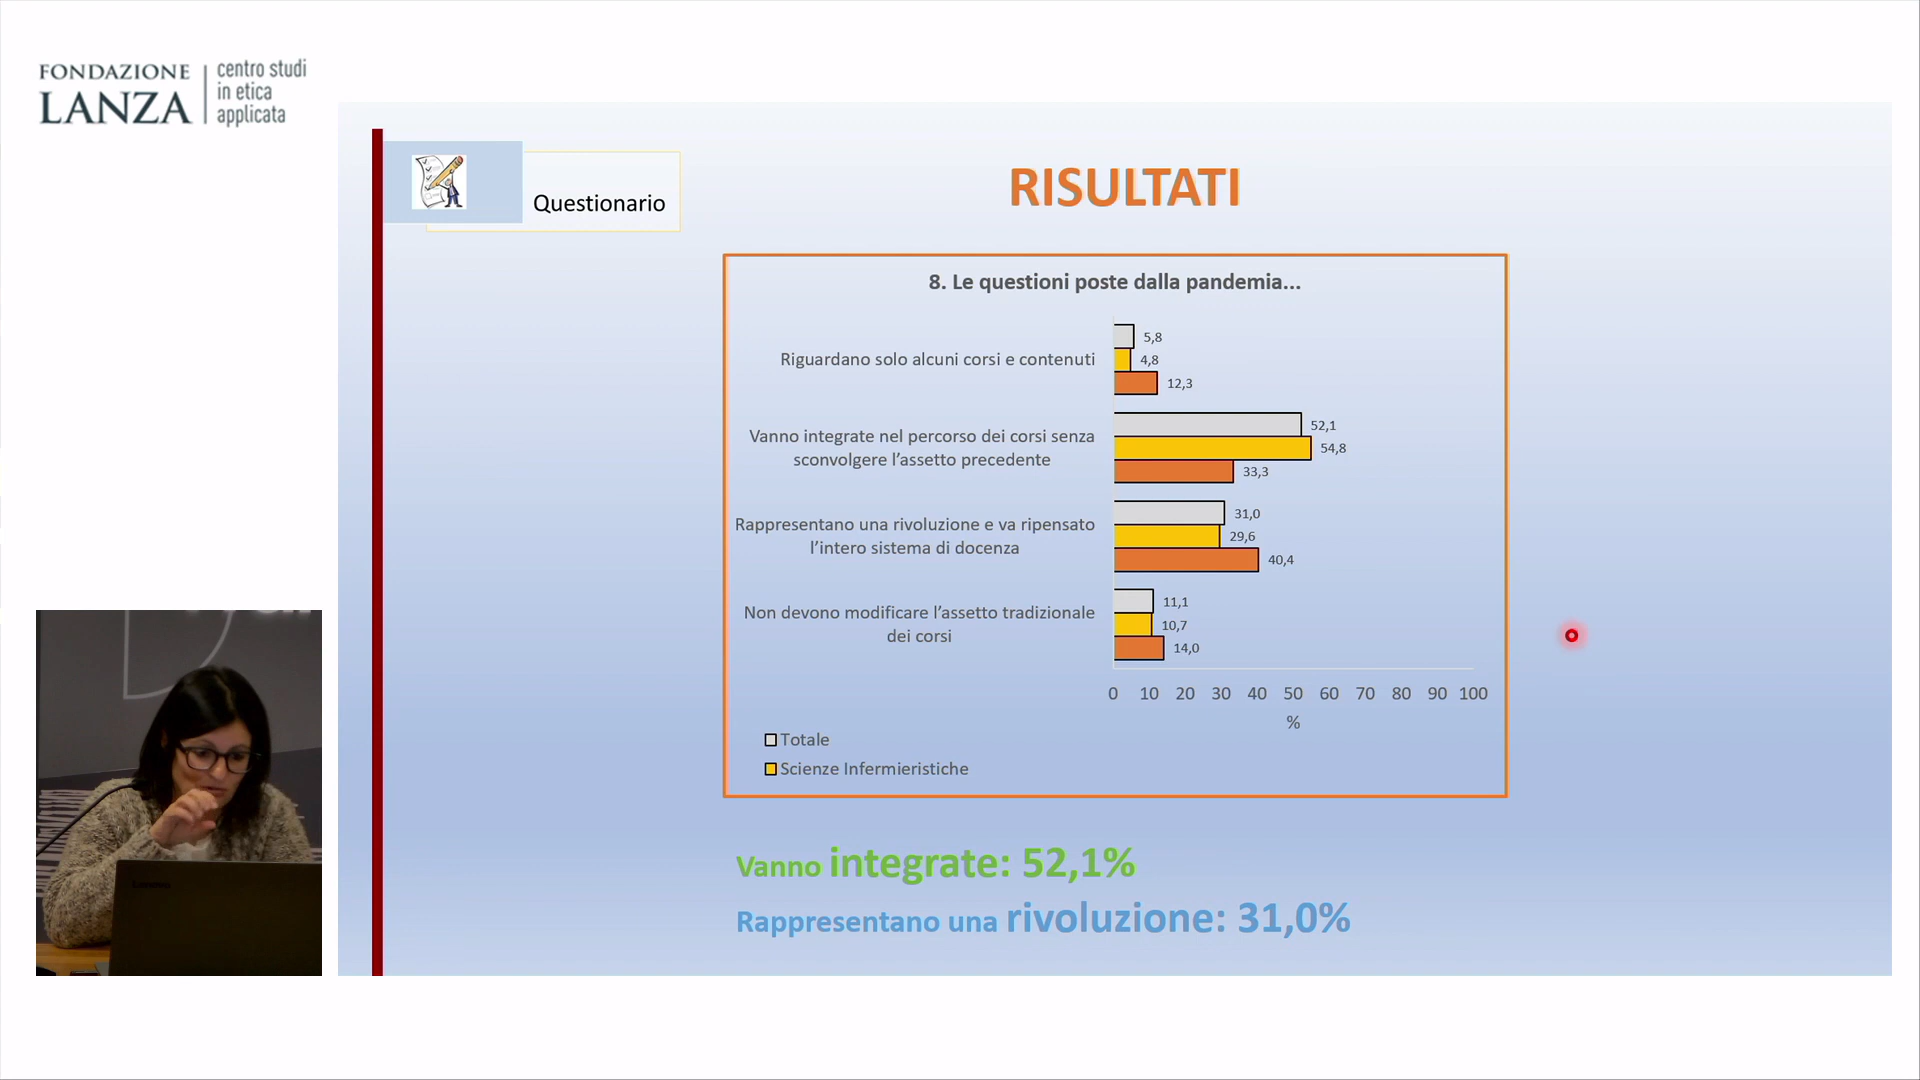 FONDAZIONE
LANZA
centro studi
in etica
applicata
Questionario
RISULTATI
8. Le questioni poste dalla pandemia...
Riguardano solo alcuni corsi e contenuti
5,8
4,8
12,3
Vanno integrate nel percorso dei corsi senza
sconvolgere l’assetto precedente
52,1
54,8
33,3
Rappresentano una rivoluzione e va ripensato
l’intero sistema di docenza
31,0
29,6
40,4
Non devono modificare l’assetto tradizionale
dei corsi
11,1
10,7
14,0
0 10 20 30 40 50 60 70 80 90 100
%
Totale
Scienze Infermieristiche
Vanno integrate: 52,1%
Rappresentano una rivoluzione: 31,0%